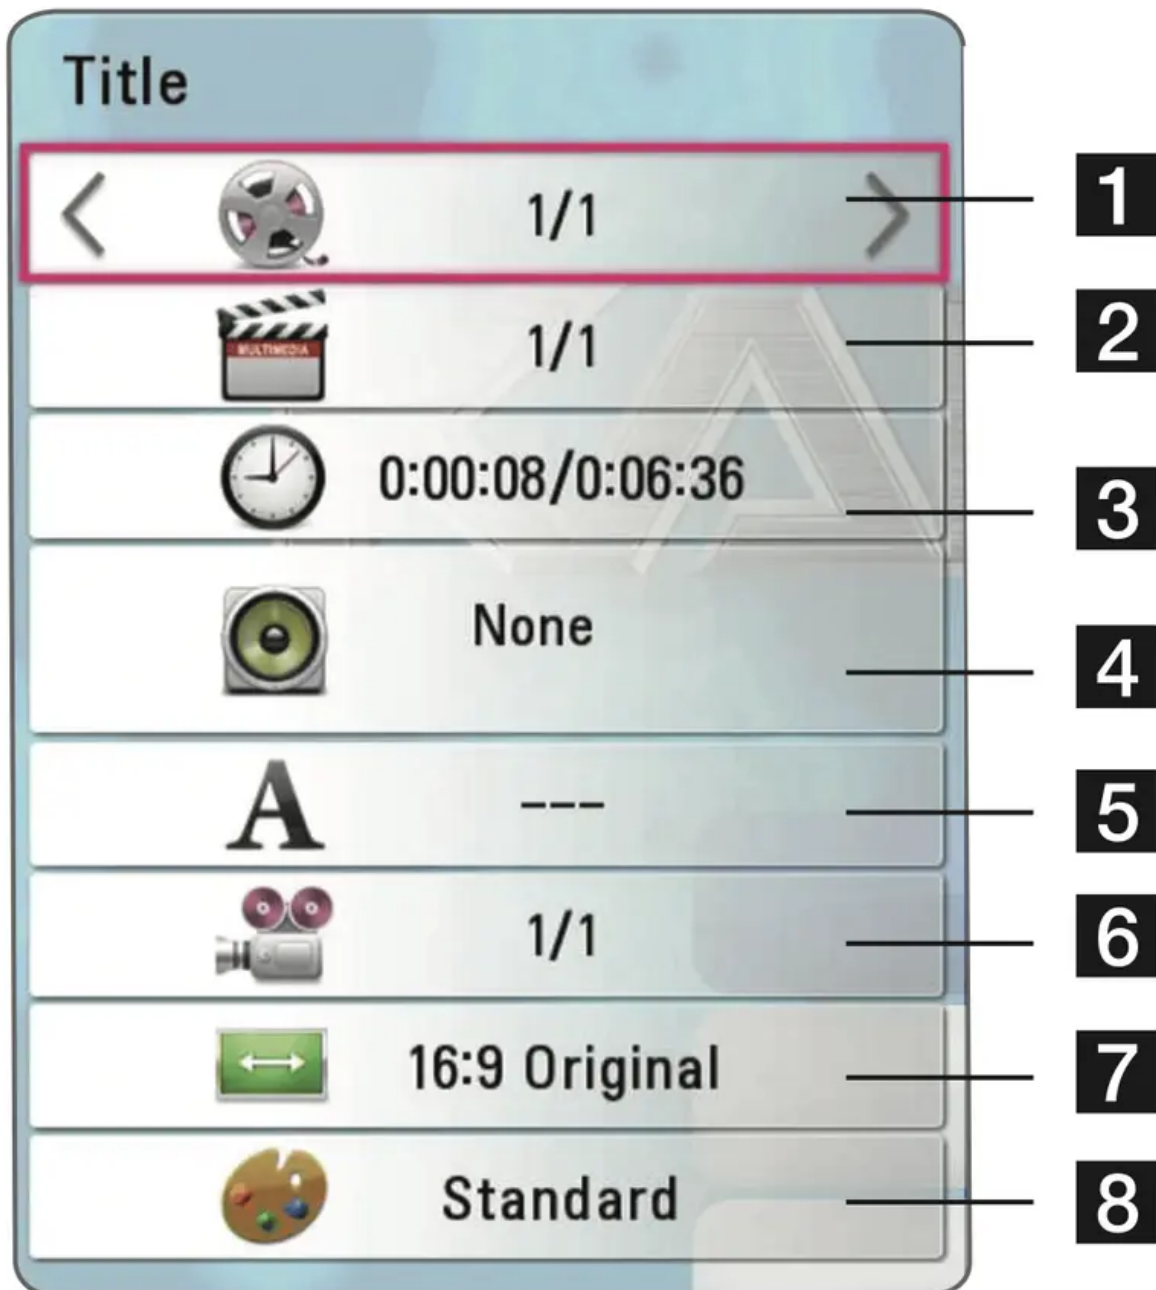 Title
1/1
1
MULTIMEDIA
1/1
2
0:00:08/0:06:36
3
None
4
A
---
5
1/1
6
16:9 Original
7
Standard
8